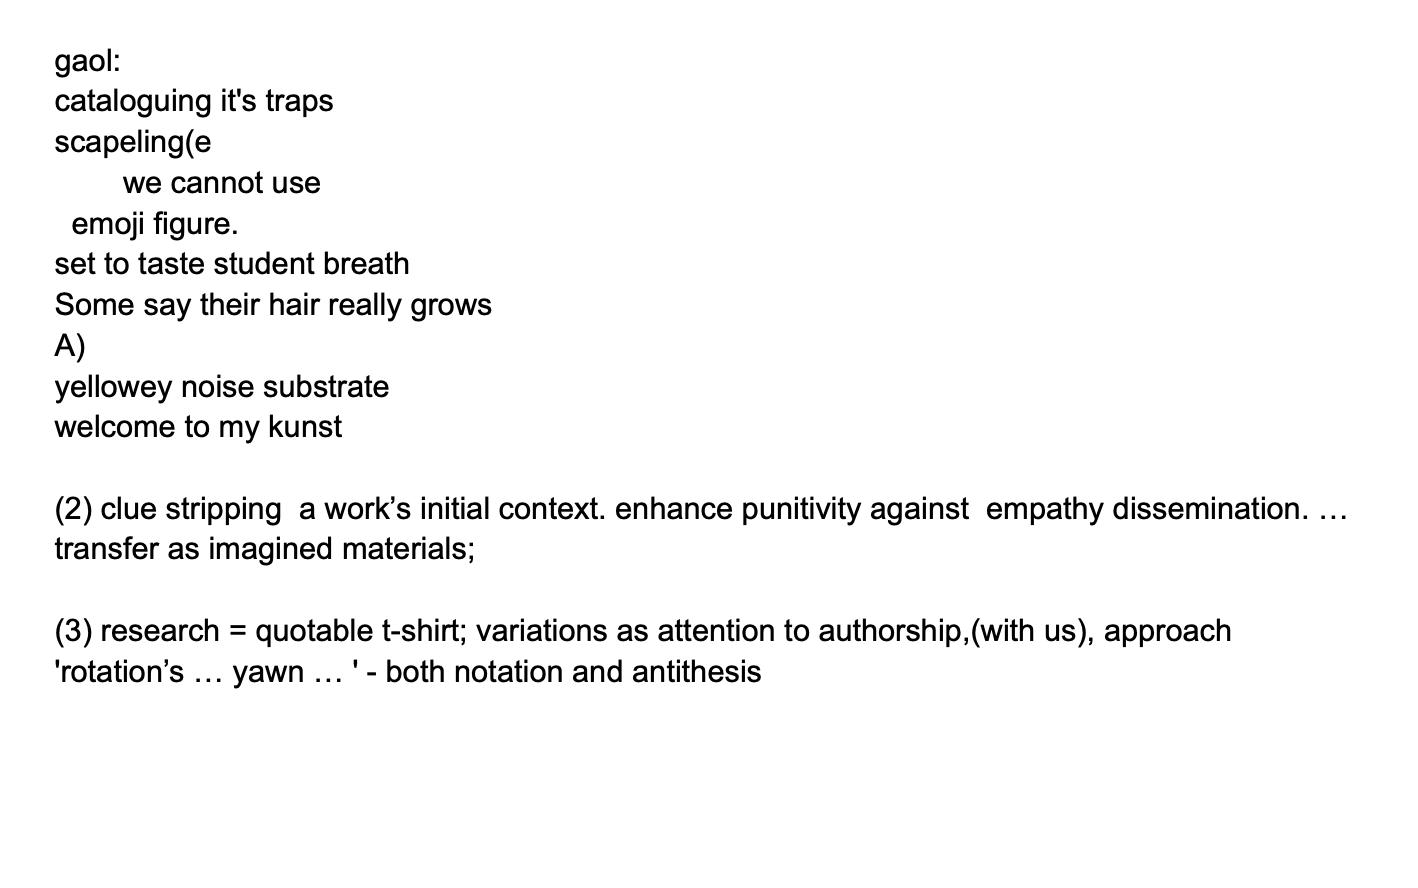 gaol:
cataloguing it's traps
scapeling(e
we cannot use
emoji figure.
set to taste student breath
Some say their hair really grows
A)
yellowey noise substrate
welcome to my kunst
(2) clue stripping  a work’s initial context. enhance punitivity against  empathy dissemination. …
transfer as imagined materials;
(3) research = quotable t-shirt; variations as attention to authorship,(with us), approach
'rotation’s … yawn … ' - both notation and antithesis